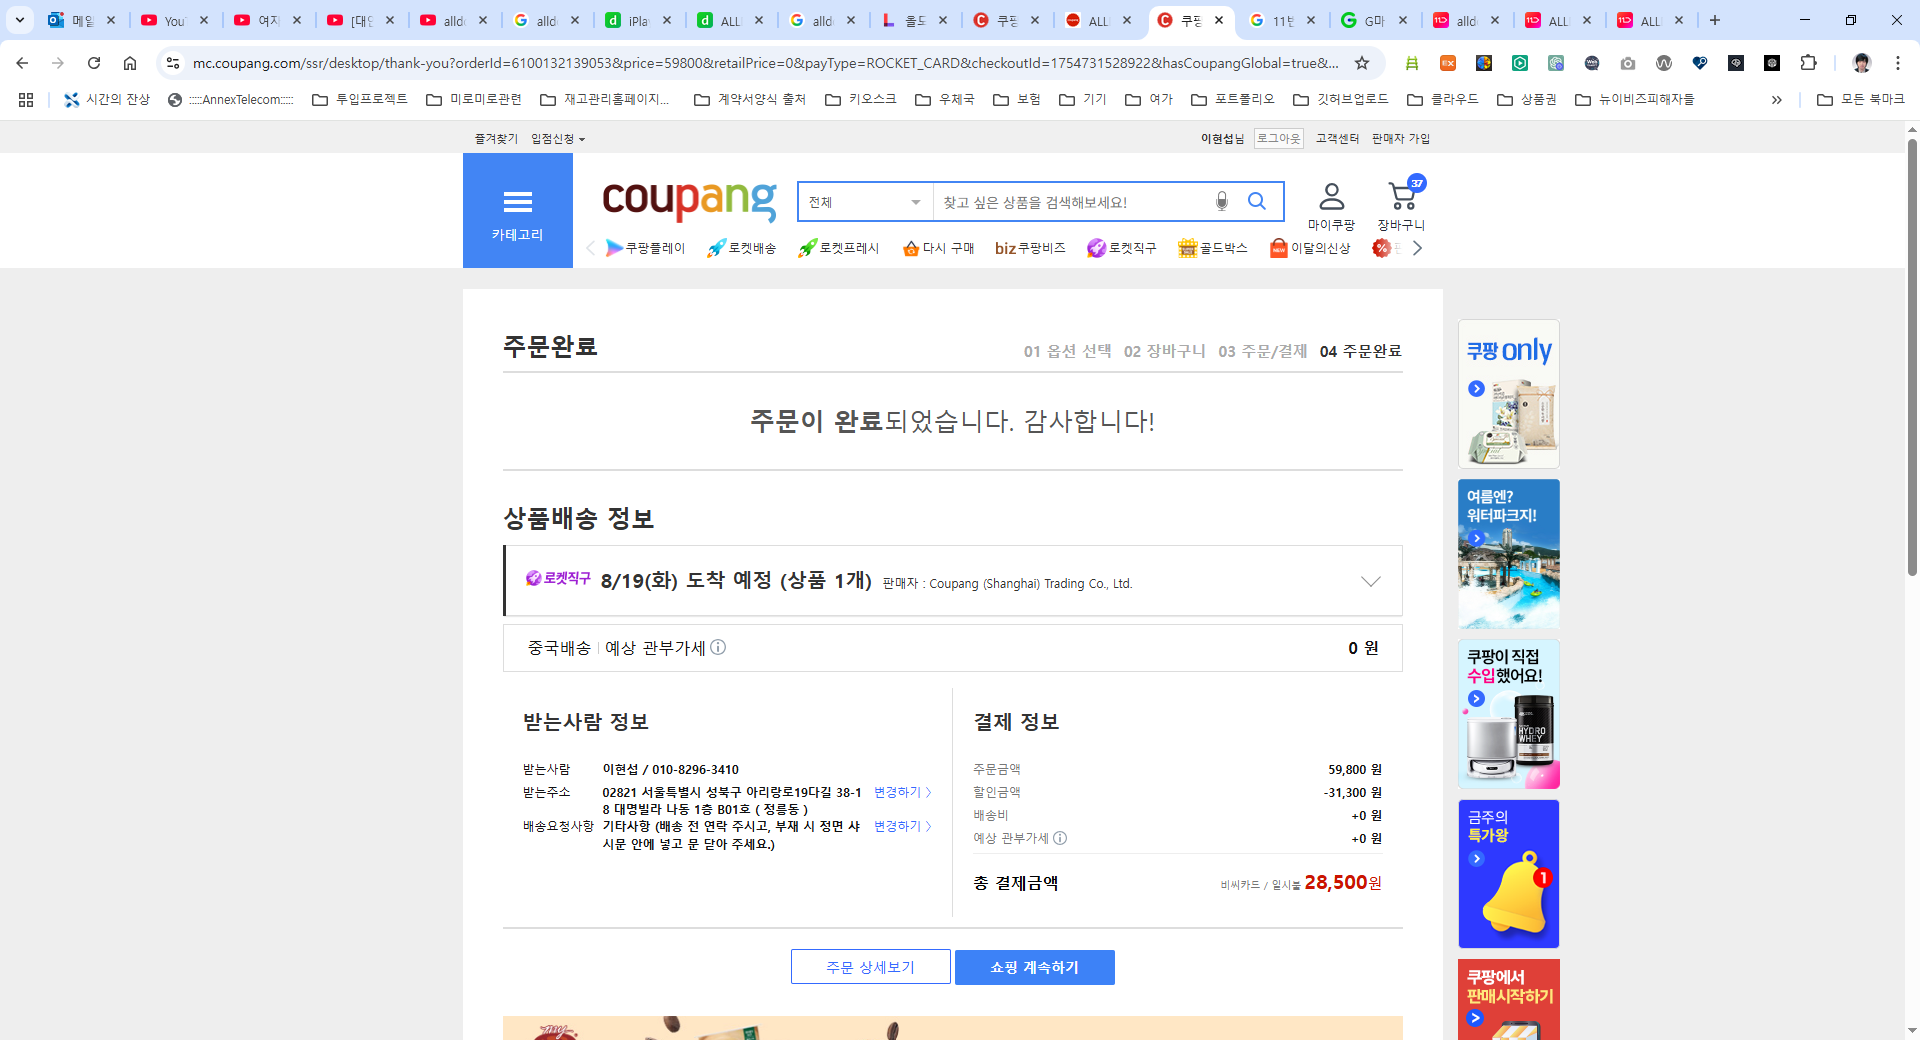 메일
You
여자
[대만
alld
alld
iPla
ALL
alld
올드
쿠팡
ALL
쿠팡
11번
G마
alld
ALL
ALL
mc.coupang.com/ssr/desktop/thank-you?orderId=6100132139053&price=59800&retailPrice=0&payType=ROCKET_CARD&checkoutId=1754731528922&hasCoupangGlobal=true&...
시간의 잔상
:::::AnnexTelecom:::::
투입프로젝트
미로미로관련
재고관리홈페이지...
계약서양식 출처
키오스크
우체국
보험
기기
여가
포트폴리오
깃허브업로드
클라우드
상품권
뉴이비즈피해자들
»
모든 북마크
즐겨찾기 입점신청
이현섭님 로그아웃 고객센터 판매자 가입
카테고리
coupang
전체
찾고 싶은 상품을 검색해보세요!
마이쿠팡
37
장바구니
쿠팡플레이
로켓배송
로켓프레시
다시 구매
biz 쿠팡비즈
로켓직구
골드박스
NEW 이달의신상
주문완료
01 옵션 선택 02 장바구니 03 주문/결제 04 주문완료
주문이 완료되었습니다. 감사합니다!
상품배송 정보
로켓직구 8/19(화) 도착 예정 (상품 1개) 판매자 : Coupang (Shanghai) Trading Co., Ltd.
중국배송 | 예상 관부가세 0 원
받는사람 정보
받는사람 이현섭 / 010-8296-3410
받는주소 02821 서울특별시 성북구 아리랑로19다길 38-1 변경하기
8 대명빌라 나동 1층 B01호 ( 정릉동 )
배송요청사항 기타사항 (배송 전 연락 주시고, 부재 시 정면 샤 변경하기
시문 안에 넣고 문 닫아 주세요.)
결제 정보
주문금액 59,800 원
할인금액 -31,300 원
배송비 +0 원
예상 관부가세 +0 원
총 결제금액 비씨카드 / 일시불 28,500원
주문 상세보기
쇼핑 계속하기
쿠팡 only
여름엔?
워터파크지!
쿠팡이 직접
수입했어요!
HYDRO
WHEY
금주의
특가왕
1
쿠팡에서
판매시작하기
my